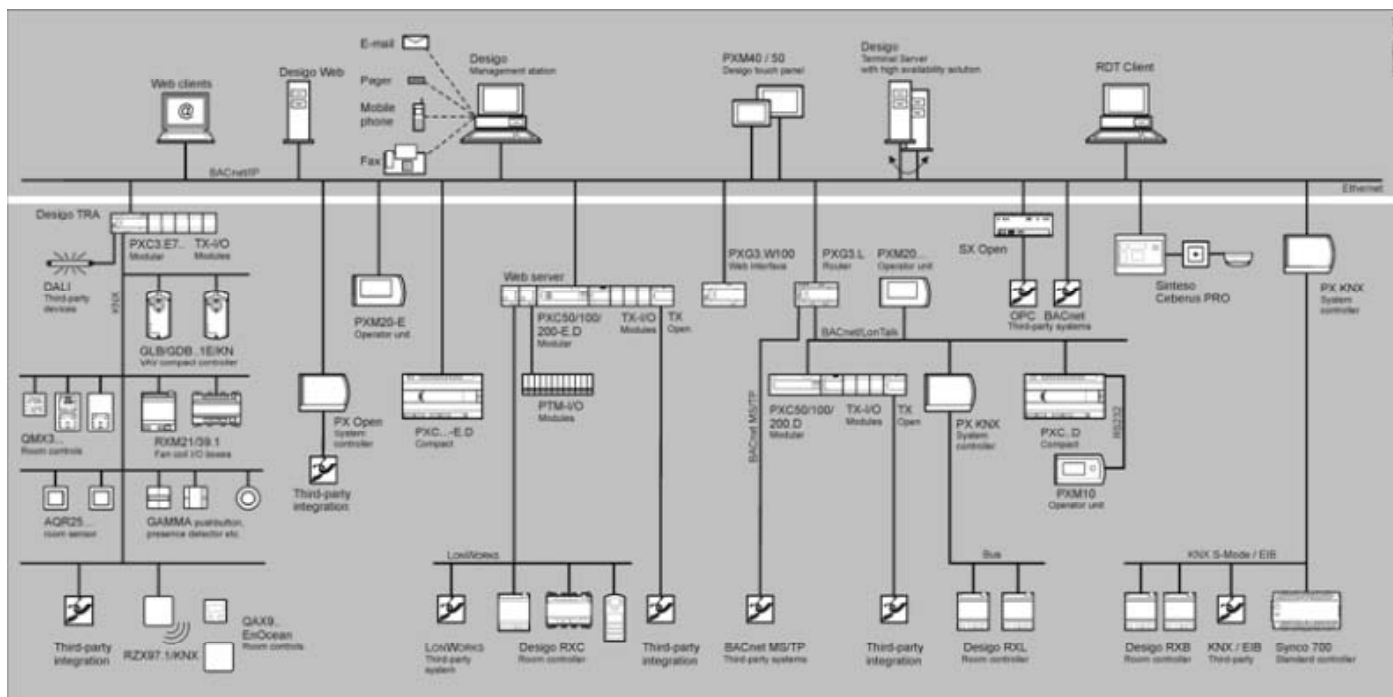 E-mail
Pager
Mobile
phone
Fax
Web clients
Desigo Web
Desigo
Management station
PXM40 / 50
Design touch panel
Desigo
Terminal Server
with high availability solution
RDT Client
BACnet/IP
Ethernet
Desigo TRA
PXC3.E7..
Modular
TX-I/O
Modules
DALI
Third-party
devices
KNX
GLB/GDB..1E/KN
VAV compact controller
QMX3...
Room controls
RXM21/39.1
Fan coil I/O boxes
AQR25...
room sensor
GAMMA pushbutton,
presence detector etc.
Third-party
integration
RZX97.1/KNX
QAX9..
EnOcean
Room controls
PX Open
System
controller
Third-party
integration
PXM20-E
Operator unit
PXC...-E.D
Compact
Web server
PXC50/100/
200-E.D
Modular
TX-I/O
Modules
TX
Open
PTM-I/O
Modules
LONWORKS
LONWORKS
Third-party
system
Desigo RXC
Room controller
Third-party
integration
PXG3.W100
Web Interface
PXG3.L
Router
PXM20...
Operator unit
BACnet/LonTalk
BACnet MS/TP
PXC50/100/
200.D
Modular
TX-I/O
Modules
TX
Open
PX KNX
System
controller
PXC..D
Compact
RS232
PXM10
Operator unit
BACnet MS/TP
Third-party systems
Third-party
integration
Bus
Desigo RXL
Room controller
SX Open
OPC
BACnet
Third-party systems
Sinteso
Ceberus PRO
PX KNX
System
controller
KNX S-Mode / EIB
Desigo RXB
Room controller
KNX / EIB
Third-party
Synco 700
Standard controller